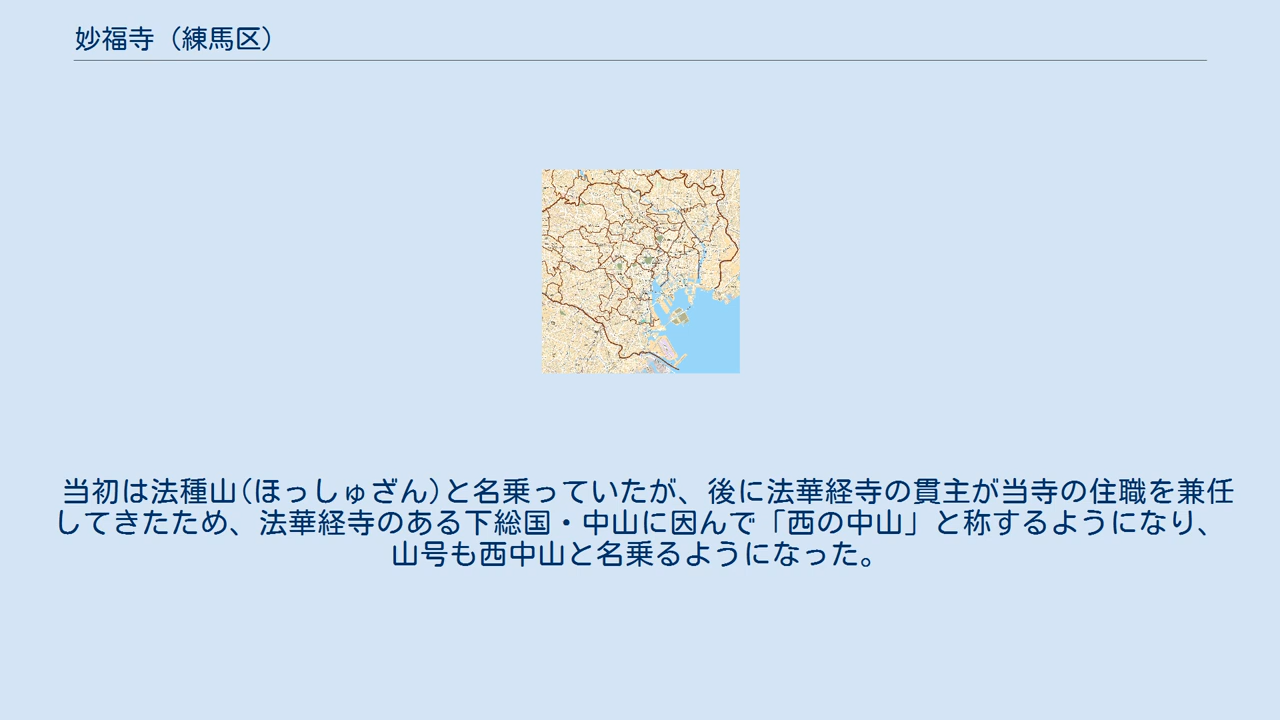 妙福寺（練馬区）
当初は法種山(ほっしゅざん)と名乗っていたが、後に法華経寺の貫主が当寺の住職を兼任
してきたため、法華経寺のある下総国・中山に因んで「西の中山」と称するようになり、
山号も西中山と名乗るようになった。